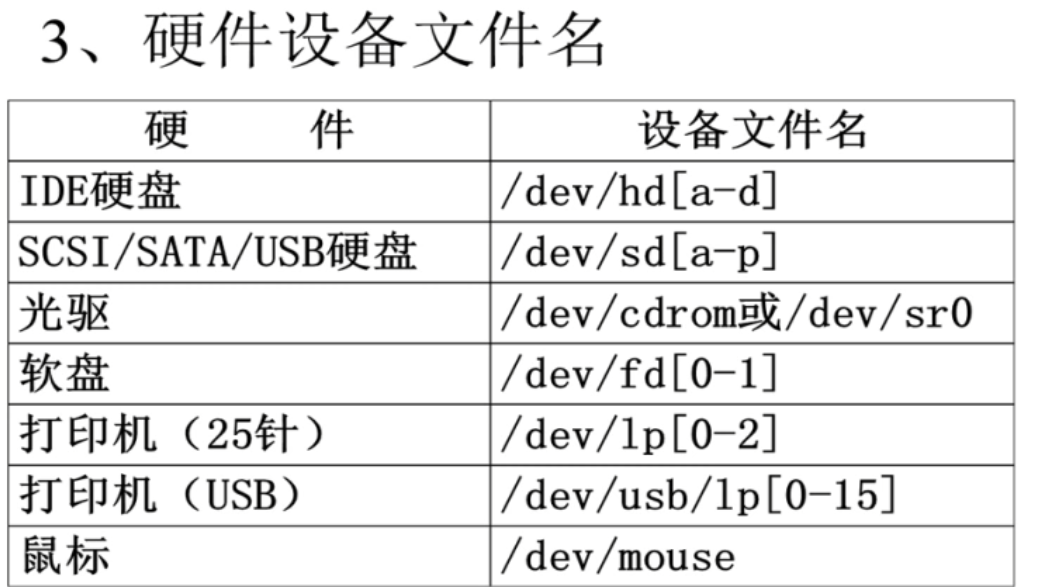 3、硬件设备文件名
硬 件 设备文件名
IDE硬盘 /dev/hd[a-d]
SCSI/SATA/USB硬盘 /dev/sd[a-p]
光驱 /dev/cdrom或/dev/sr0
软盘 /dev/fd[0-1]
打印机（25针） /dev/lp[0-2]
打印机（USB） /dev/usb/lp[0-15]
鼠标 /dev/mouse